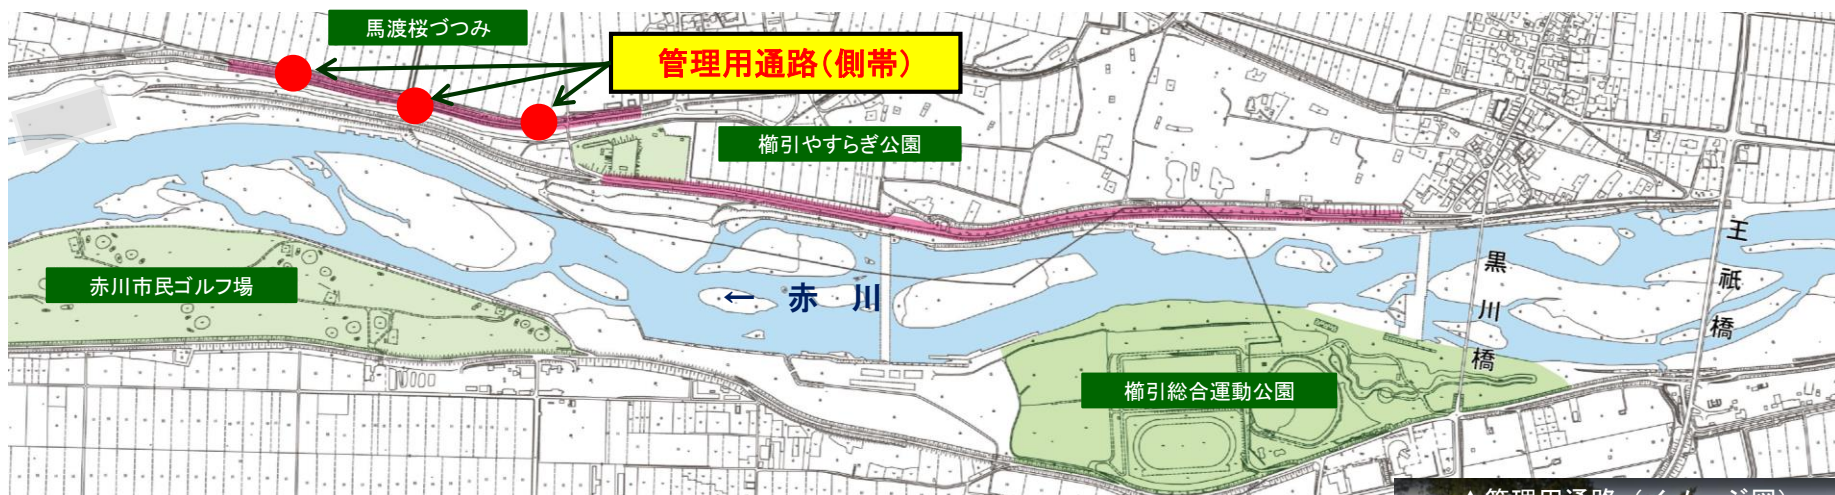 馬渡桜づつみ
管理用通路（側帯）
櫛引やすらぎ公園
赤川市民ゴルフ場
← 赤 川
黒川橋
王祇橋
櫛引総合運動公園